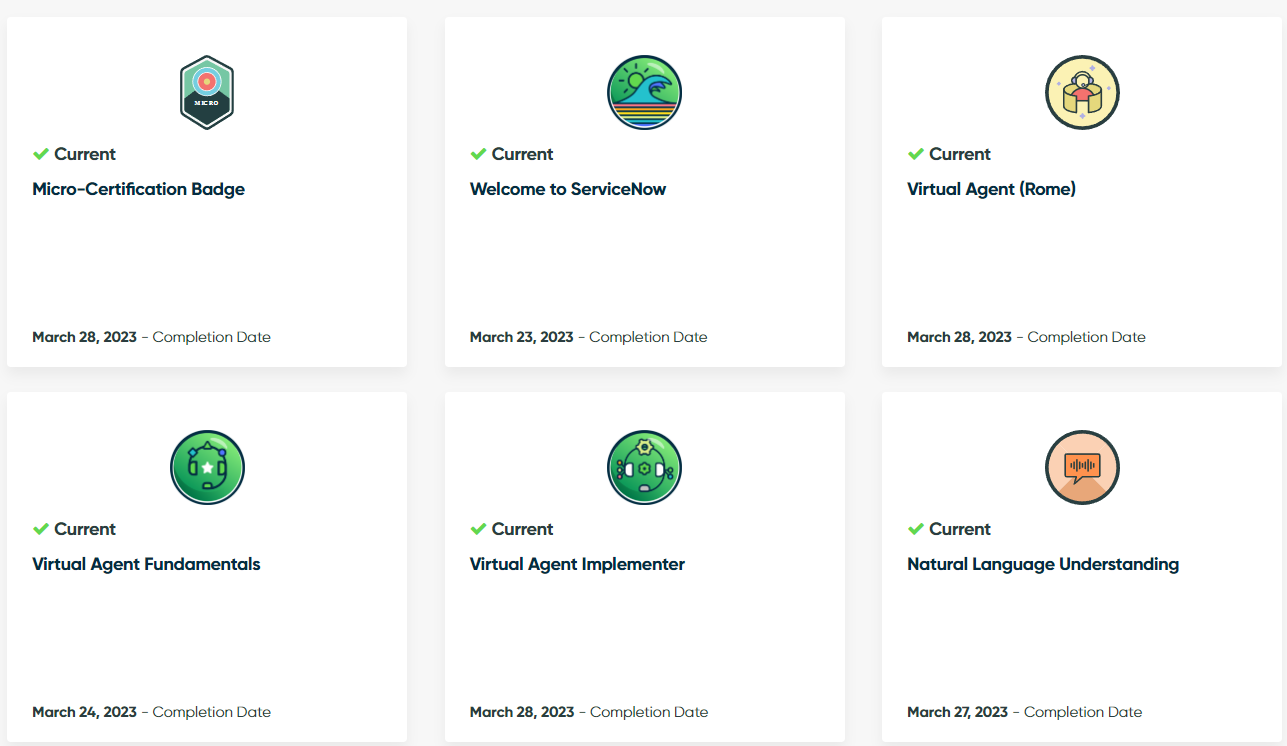 MICRO
Current
Micro-Certification Badge
March 28, 2023 - Completion Date
Current
Welcome to ServiceNow
March 23, 2023 - Completion Date
Current
Virtual Agent (Rome)
March 28, 2023 - Completion Date
Current
Virtual Agent Fundamentals
March 24, 2023 - Completion Date
Current
Virtual Agent Implementer
March 28, 2023 - Completion Date
Current
Natural Language Understanding
March 27, 2023 - Completion Date